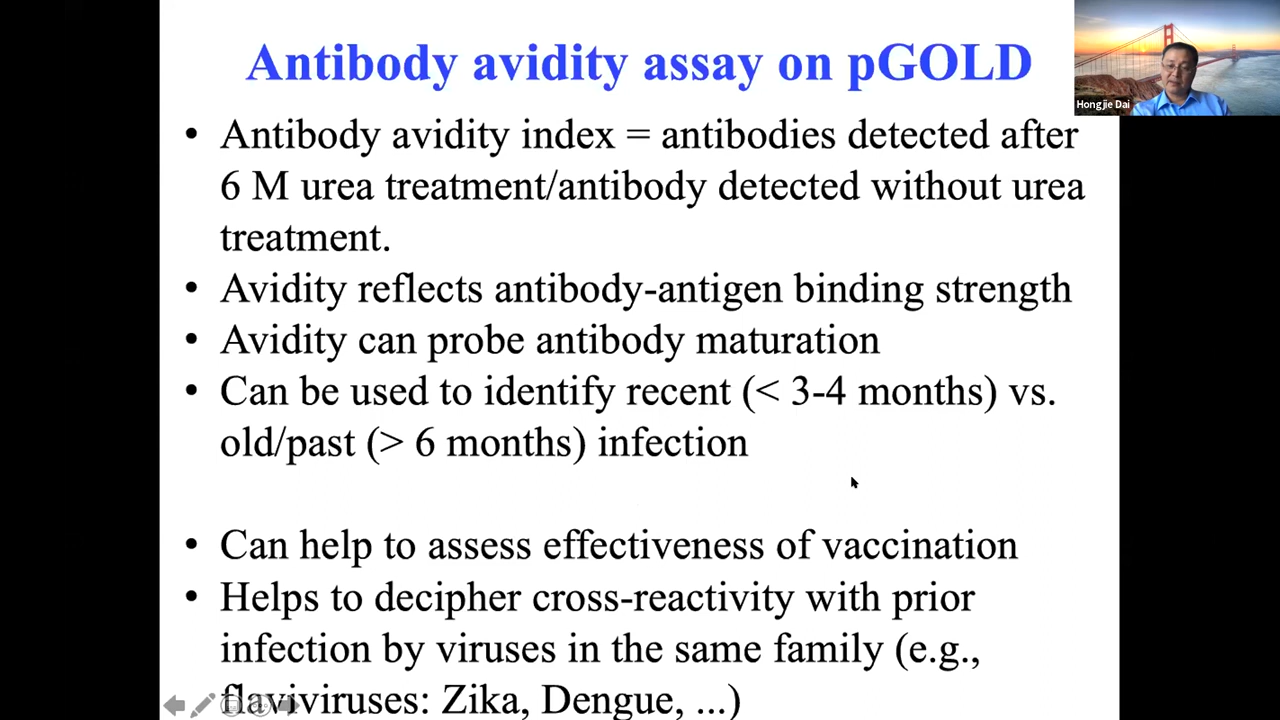 Antibody avidity assay on pGOLD
Hongjie Dai
• Antibody avidity index = antibodies detected after
6 M urea treatment/antibody detected without urea
treatment.
• Avidity reflects antibody-antigen binding strength
• Avidity can probe antibody maturation
• Can be used to identify recent (< 3-4 months) vs.
old/past (> 6 months) infection
• Can help to assess effectiveness of vaccination
• Helps to decipher cross-reactivity with prior
infection by viruses in the same family (e.g.,
flaviviruses: Zika, Dengue, ...)